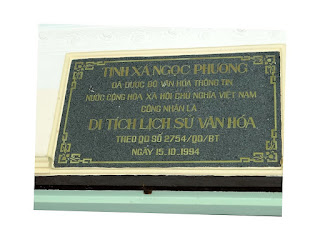 TỊNH XÁ NGỌC PHƯƠNG
ĐÃ ĐƯỢC BỘ VĂN HÓA THÔNG TIN
NƯỚC CỘNG HÒA XÃ HỘI CHỦ NGHĨA VIỆT NAM
CÔNG NHẬN LÀ
DI TÍCH LỊCH SỬ VĂN HÓA
THEO QĐ SỐ 2754/QĐ/BT
NGÀY 15.10.1994